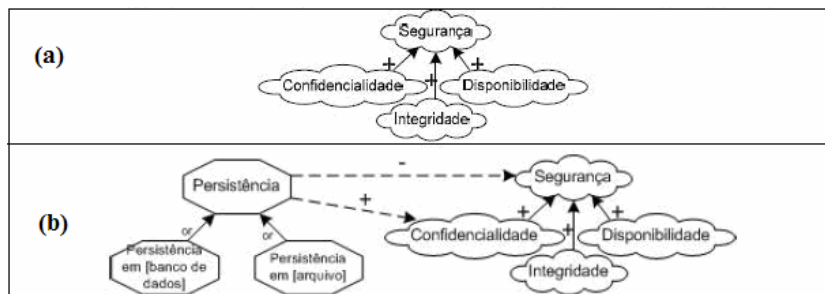 (a)
Segurança
+ + +
Confidencialidade
Disponibilidade
Integridade
(b)
Persistência
-
+
or
or
Persistência
em [banco de
dados]
Persistência
em [arquivo]
Segurança
+ + +
Confidencialidade
Disponibilidade
Integridade